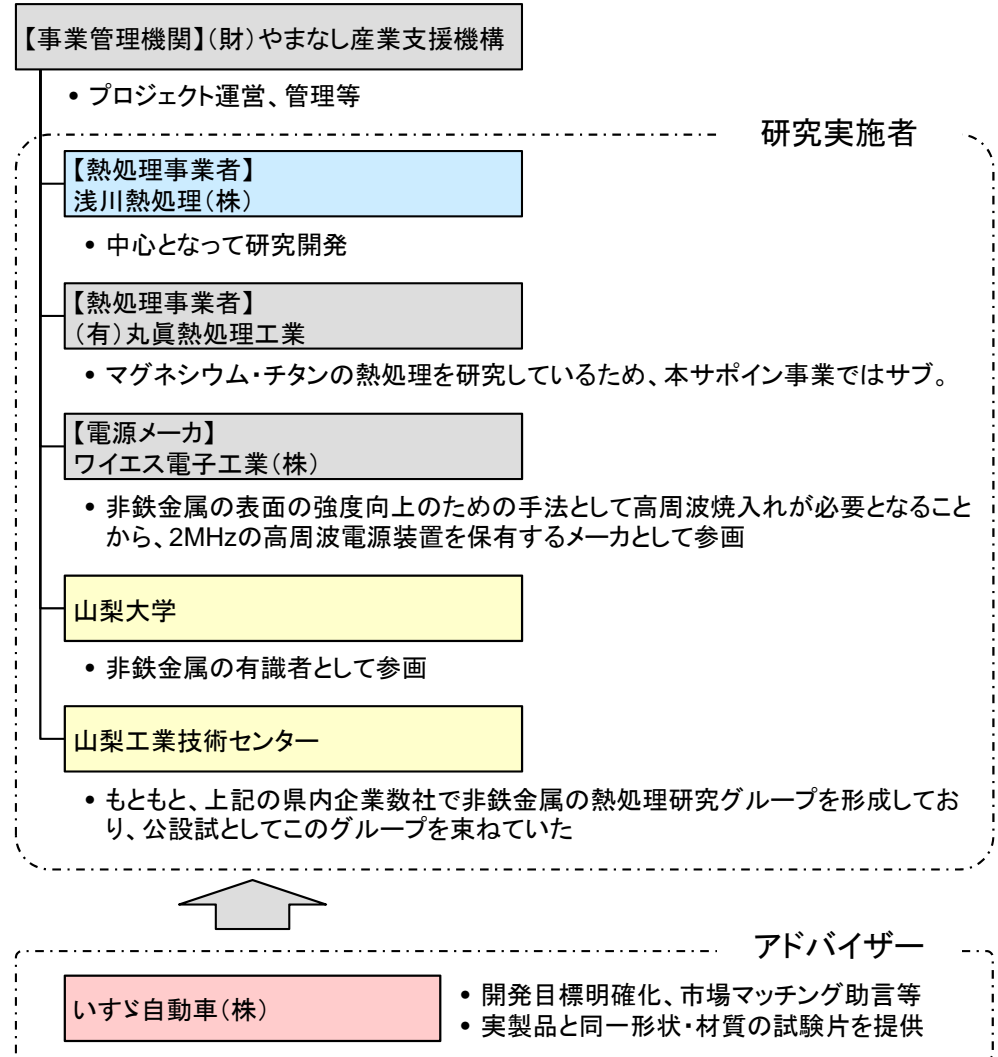 【事業管理機関】(財)やまなし産業支援機構
• プロジェクト運営、管理等
研究実施者
【熱処理事業者】
浅川熱処理(株)
• 中心となって研究開発
【熱処理事業者】
(有)丸眞熱処理工業
• マグネシウム・チタンの熱処理を研究しているため、本サポイン事業ではサブ。
【電源メーカ】
ワイエス電子工業(株)
• 非鉄金属の表面の強度向上のための手法として高周波焼入れが必要となること
から、2MHzの高周波電源装置を保有するメーカとして参画
山梨大学
• 非鉄金属の有識者として参画
山梨工業技術センター
• もともと、上記の県内企業数社で非鉄金属の熱処理研究グループを形成してお
り、公設試としてこのグループを束ねていた
アドバイザー
いすゞ自動車(株)
• 開発目標明確化、市場マッチング助言等
• 実製品と同一形状・材質の試験片を提供